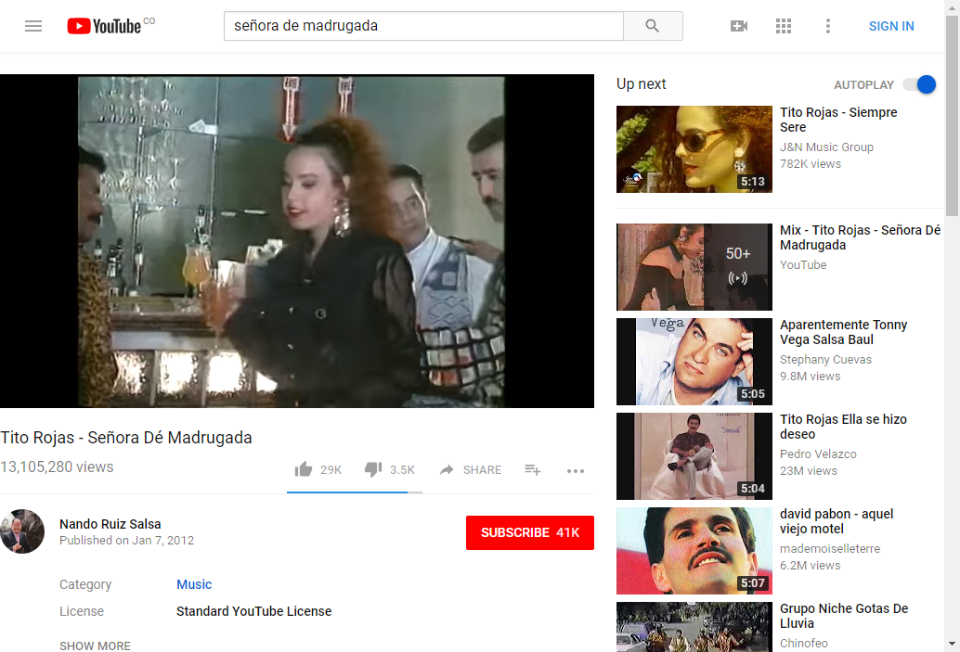 YouTube CO
señora de madrugada
SIGN IN
Up next
AUTOPLAY
5:13
Tito Rojas - Siempre
Sere
J&N Music Group
782K views
50+
Mix - Tito Rojas - Señora Dé
Madrugada
YouTube
Vega
5:05
Aparentemente Tonny
Vega Salsa Baul
Stephany Cuevas
9.8M views
5:04
Tito Rojas Ella se hizo
deseo
Pedro Velazco
23M views
5:07
david pabon - aquel
viejo motel
mademoiselleterre
6.2M views
Grupo Niche Gotas De
Lluvia
Chinofeo
Tito Rojas - Señora Dé Madrugada
13,105,280 views
29K
3.5K
SHARE
Nando Ruiz Salsa
Published on Jan 7, 2012
SUBSCRIBE 41K
Category
Music
License
Standard YouTube License
SHOW MORE